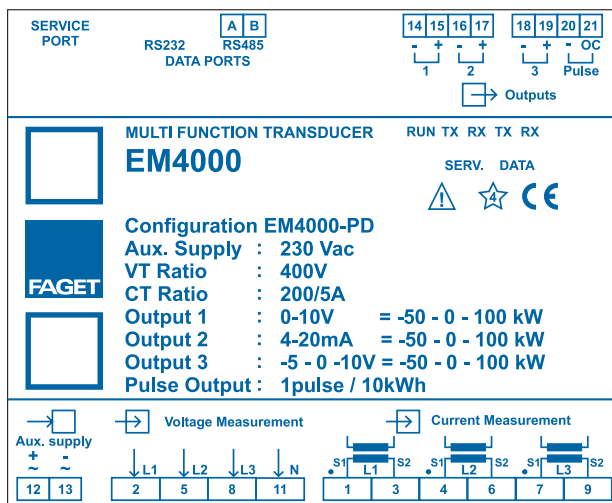 SERVICE PORT
A B
RS232 RS485
DATA PORTS
14 15 16 17 18 19 20 21
- + - + - + - OC
1 2 3 Pulse
Outputs
MULTI FUNCTION TRANSDUCER
RUN TX RX TX RX
EM4000
SERV. DATA
4 CE
FAGET
Configuration EM4000-PD
Aux. Supply : 230 Vac
VT Ratio : 400V
CT Ratio : 200/5A
Output 1 : 0-10V = -50 - 0 - 100 kW
Output 2 : 4-20mA = -50 - 0 - 100 kW
Output 3 : -5 - 0 -10V = -50 - 0 - 100 kW
Pulse Output : 1pulse / 10kWh
Aux. supply
+ -
~ ~
12 13
Voltage Measurement
L1 L2 L3 N
2 5 8 11
Current Measurement
S1 L1 S2 S1 L2 S2 S1 L3 S2
1 3 4 6 7 9